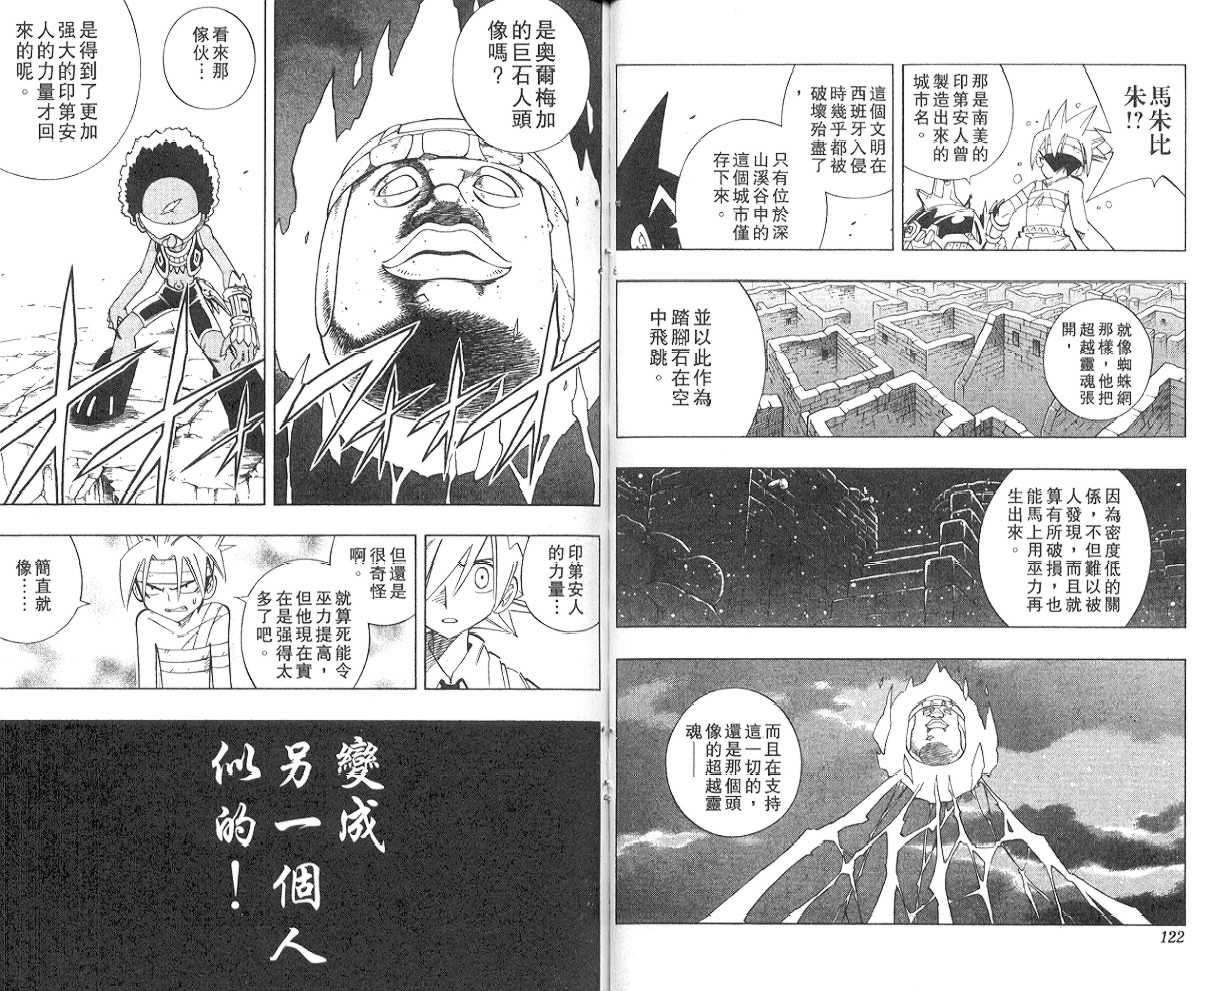 馬朱比
朱!?
那是南美的
印第安人曾
製造出來的
城市名。
這個文明在
西班牙入侵
時幾乎都被
破壞殆盡了
，
只有位於深
山溪谷中的
這個城市僅
存下來。
就像蜘蛛網
那樣，他把
超越靈魂張
開，
並以此作為
踏腳石在空
中飛跳。
因為密度低的關
係，不但難以被
人發現，而且就
算有所破損，也
能馬上用巫力再
生出來。
而且在支持
這一切的，
還是那個頭
像的超越靈
魂——
122
是奧爾梅加
的巨石人頭
像嗎？
看來那
傢伙…
是得到了更加
强大的印第安
人的力量才回
來的呢。
印第安人
的力量…
但還是
很奇怪
啊。
就算死能令
巫力提高，
但他現在實
在是强得太
多了吧。
簡直就
像……
變成
另一個人
似的！